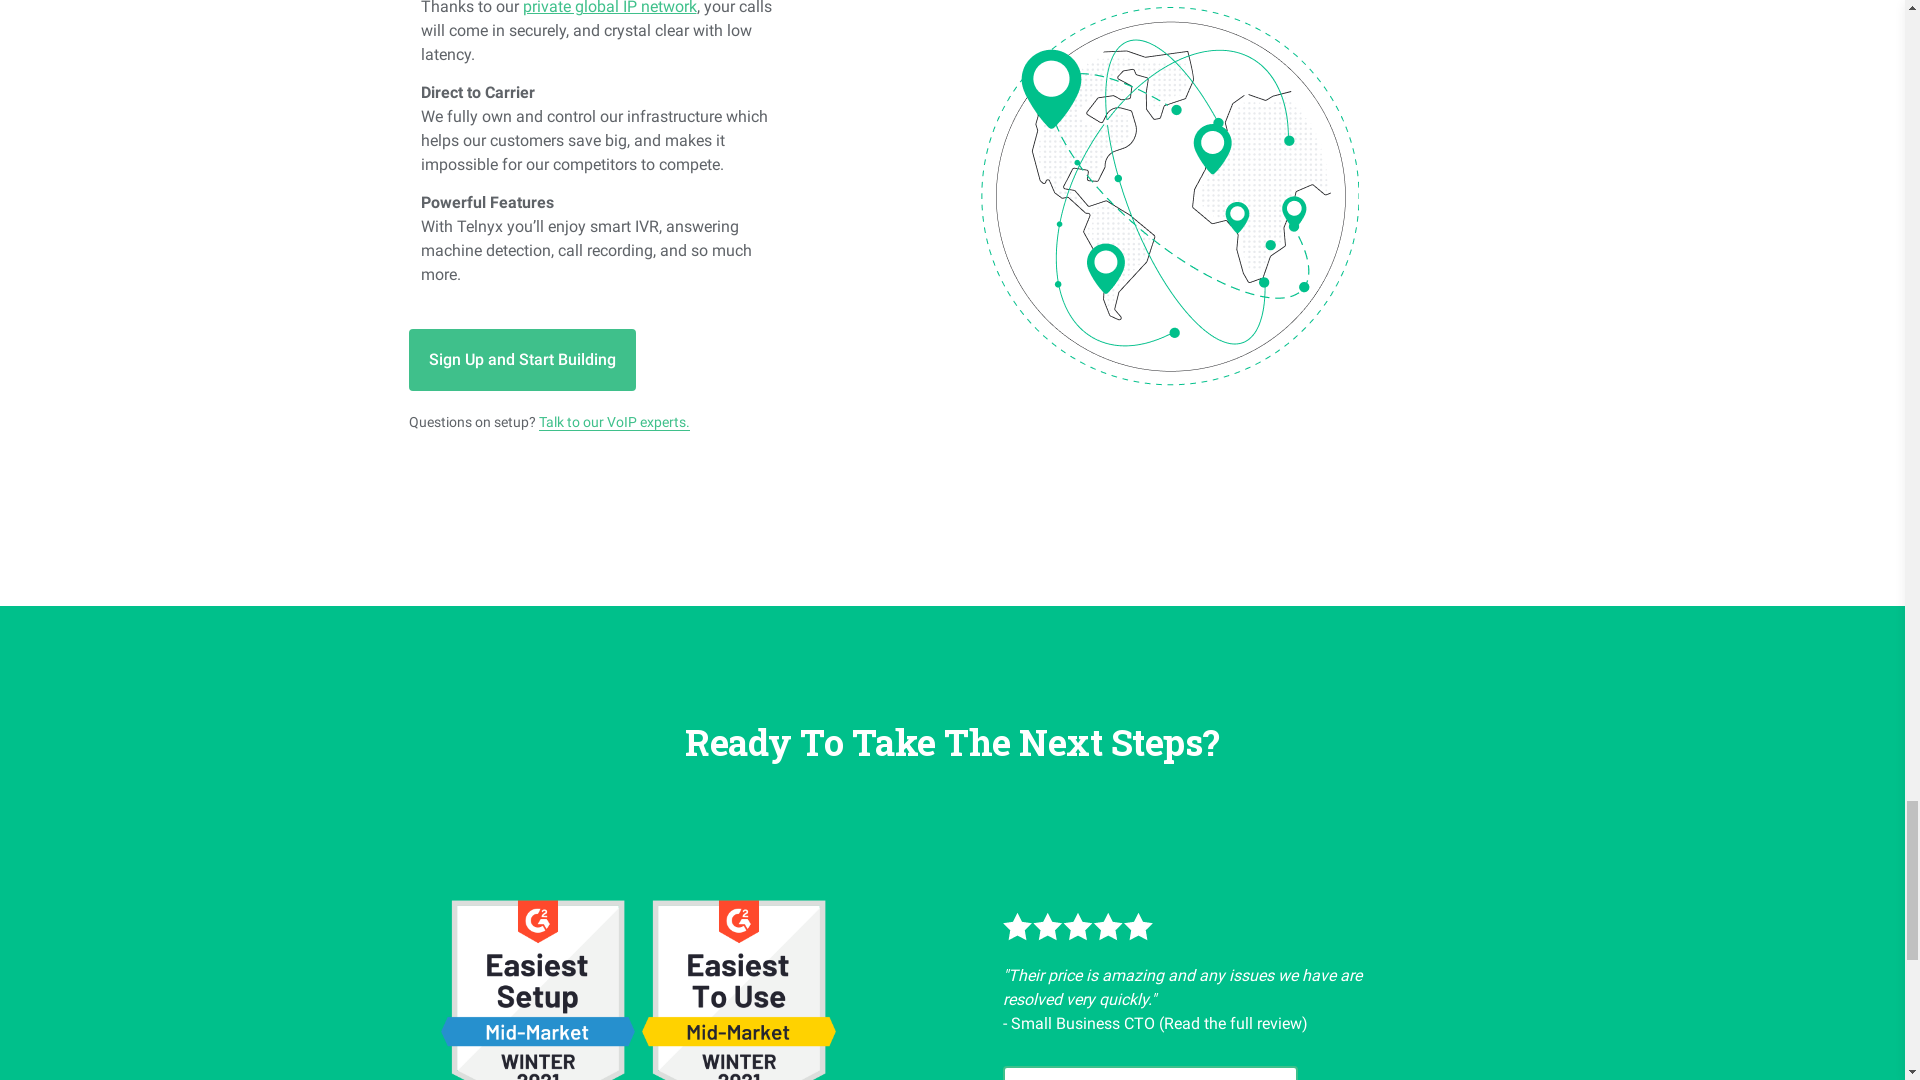 Thanks to our private global IP network, your calls
will come in securely, and crystal clear with low
latency.
Direct to Carrier
We fully own and control our infrastructure which
helps our customers save big, and makes it
impossible for our competitors to compete.
Powerful Features
With Telnyx you’ll enjoy smart IVR, answering
machine detection, call recording, and so much
more.
Sign Up and Start Building
Questions on setup? Talk to our VoIP experts.
Ready To Take The Next Steps?
G2
Easiest
Setup
Mid-Market
WINTER
2021
G2
Easiest
To Use
Mid-Market
WINTER
2021
"Their price is amazing and any issues we have are
resolved very quickly."
- Small Business CTO (Read the full review)